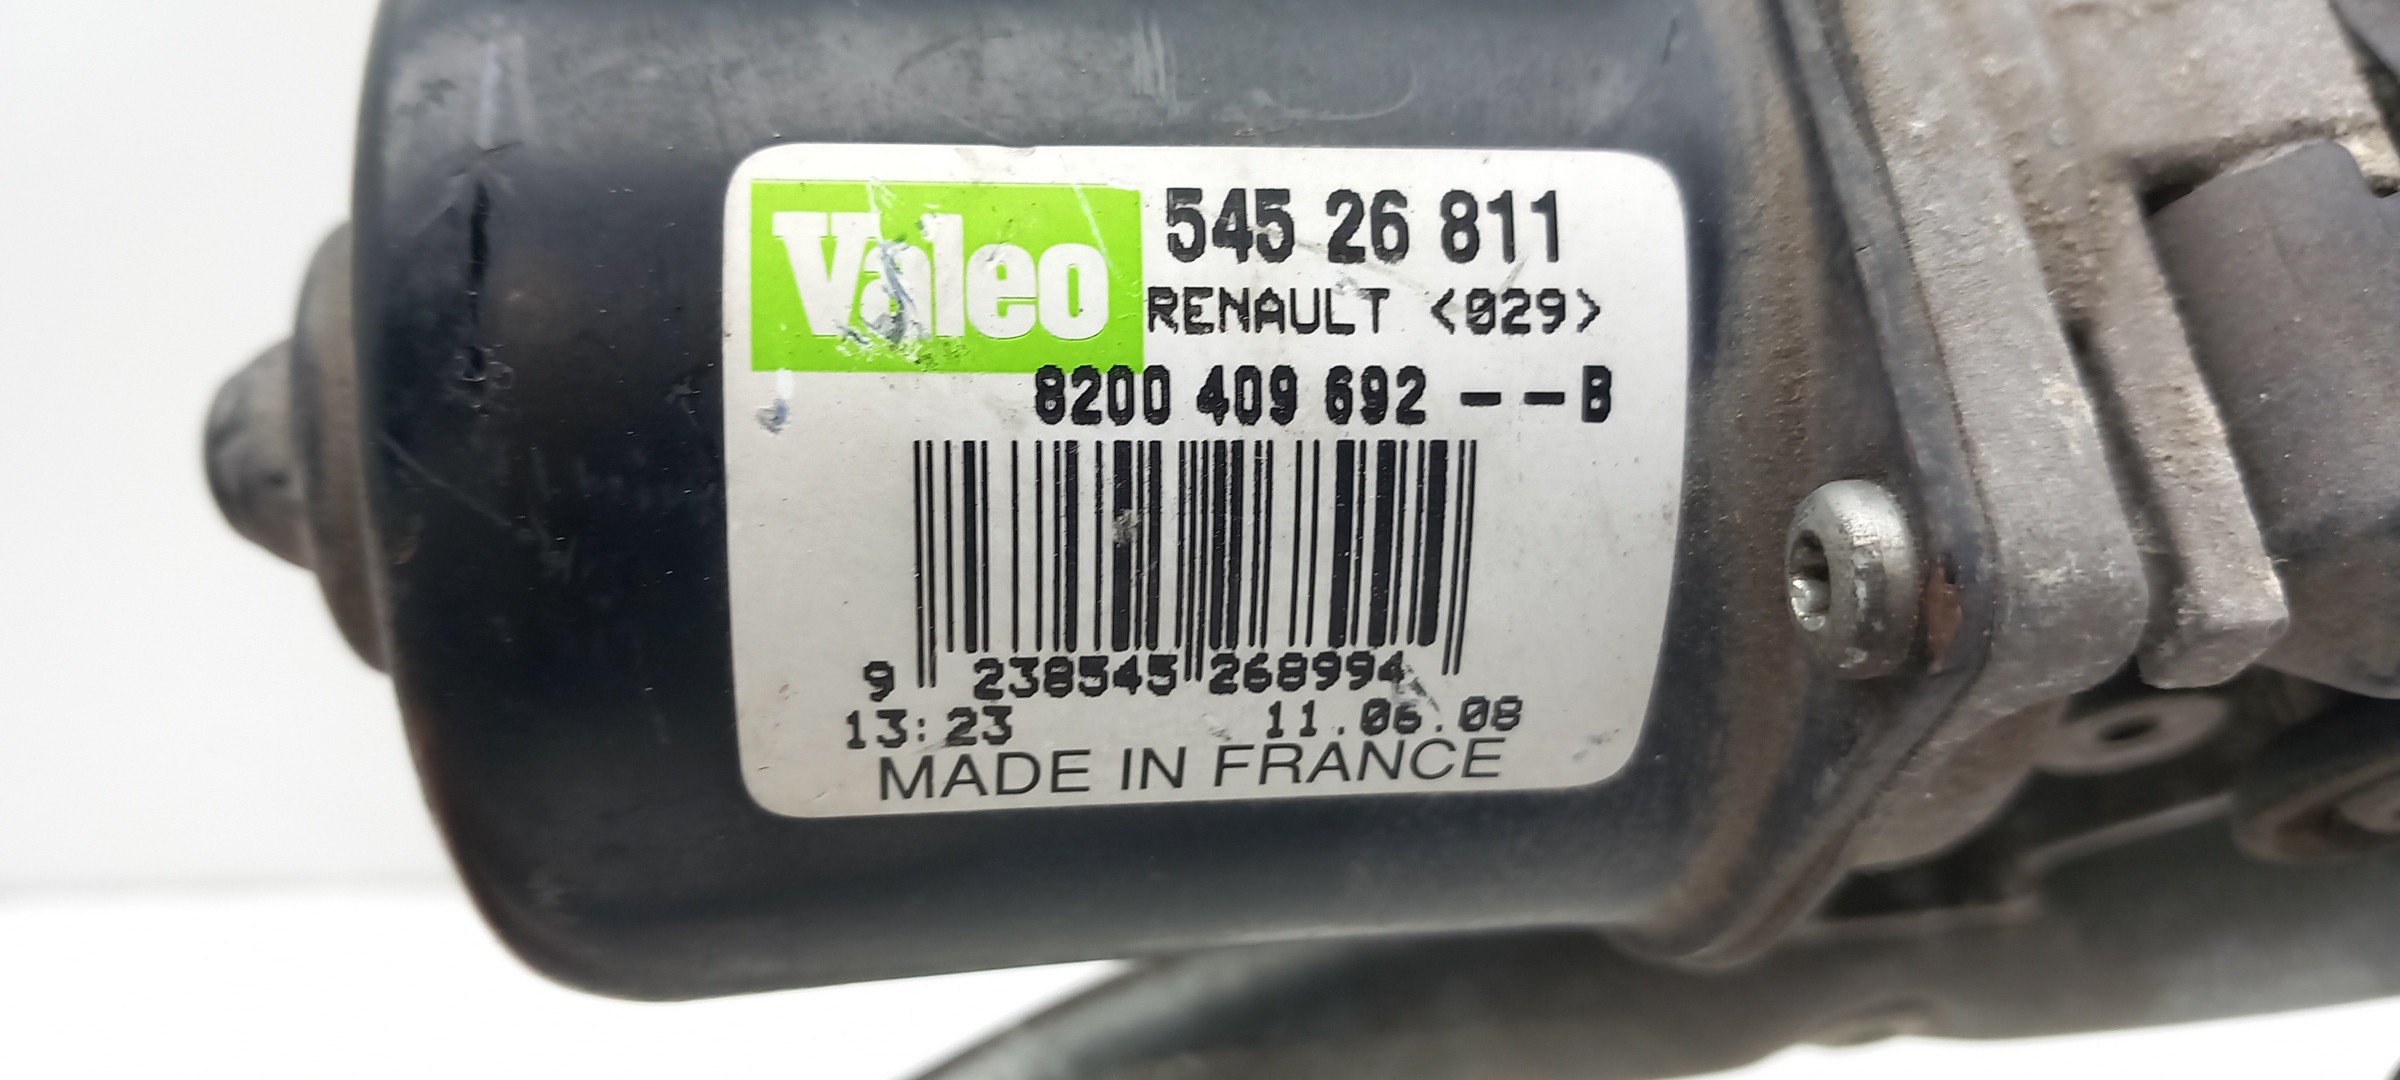 Valeo 545 26 811
RENAULT <029>
8200 409 692 --B
9 238545 268994
13:23 11.06.08
MADE IN FRANCE